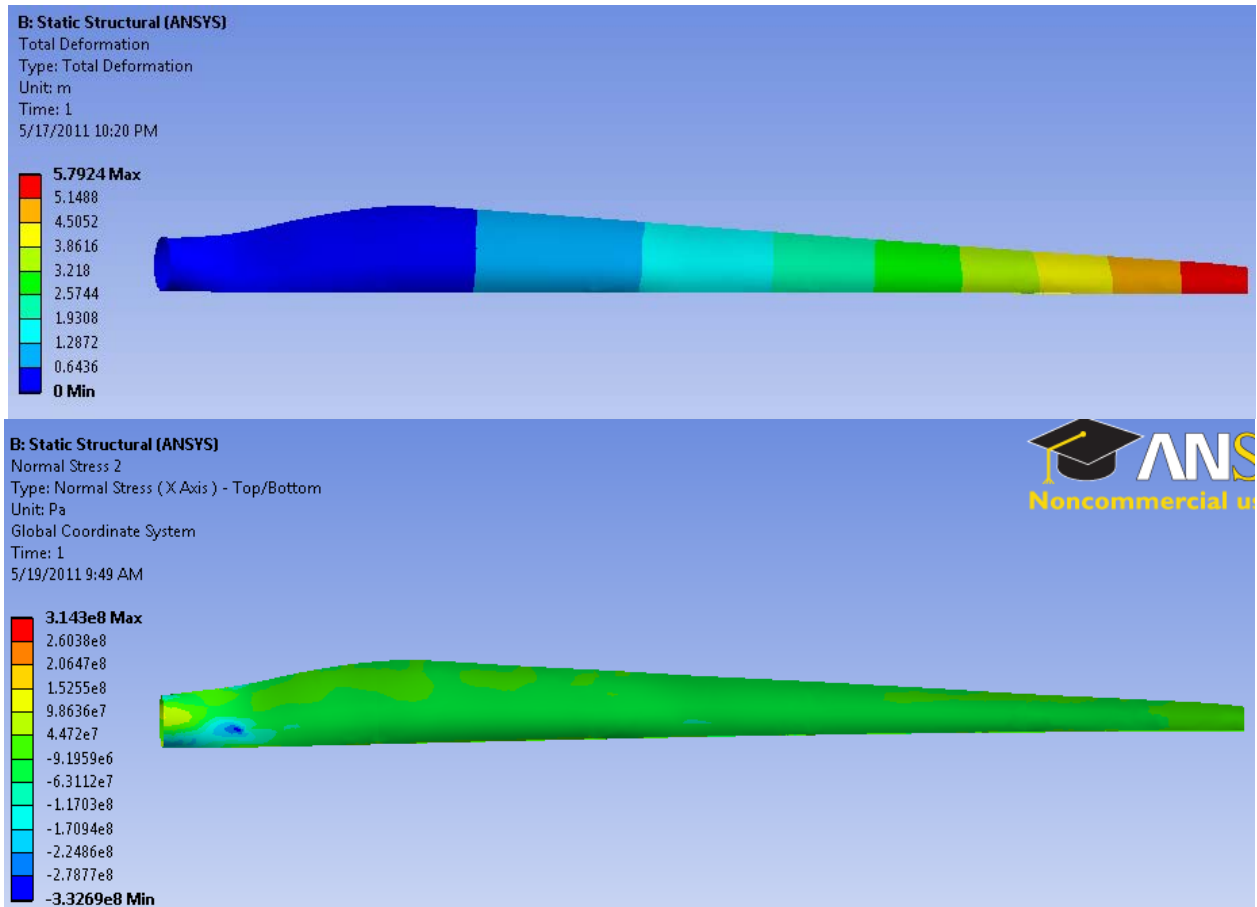 B: Static Structural (ANSYS)
Total Deformation
Type: Total Deformation
Unit: m
Time: 1
5/17/2011 10:20 PM
5.7924 Max
5.1488
4.5052
3.8616
3.218
2.5744
1.9308
1.2872
0.6436
0 Min
B: Static Structural (ANSYS)
Normal Stress 2
Type: Normal Stress ( X Axis ) - Top/Bottom
Unit: Pa
Global Coordinate System
Time: 1
5/19/2011 9:49 AM
ANS
Noncommercial us
3.143e8 Max
2.6038e8
2.0647e8
1.5255e8
9.8636e7
4.472e7
-9.1959e6
-6.3112e7
-1.1703e8
-1.7094e8
-2.2486e8
-2.7877e8
-3.3269e8 Min